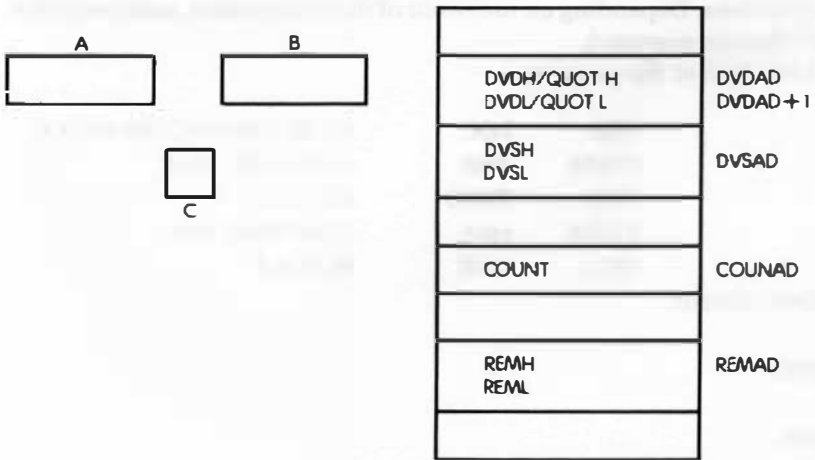 A
B
C
DVDH/QUOT H
DVDL/QUOT L
DVDAD
DVDAD+1
DVSH
DVSL
DVSAD
COUNT
COUNAD
REMH
REML
REMAD